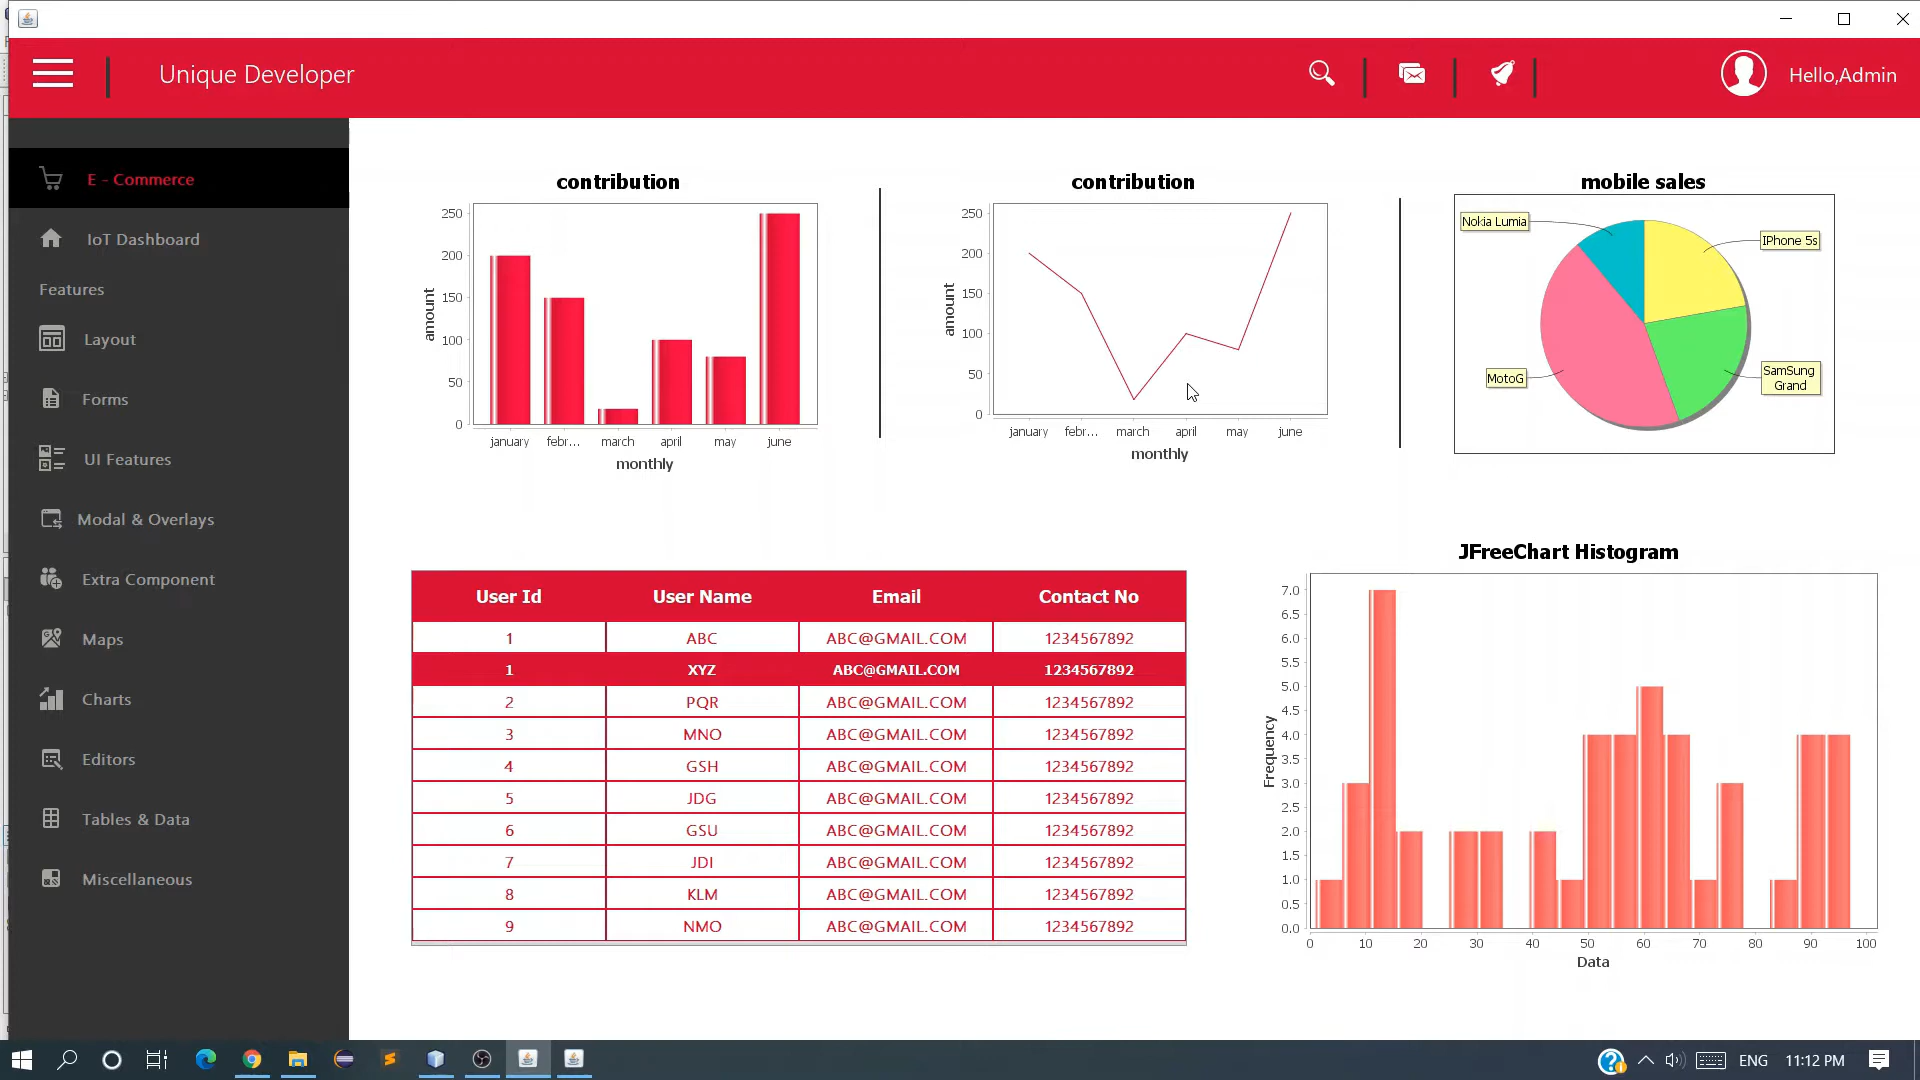 Unique Developer
Hello,Admin
E - Commerce
IoT Dashboard
Features
Layout
Forms
UI Features
Modal & Overlays
Extra Component
Maps
Charts
Editors
Tables & Data
Miscellaneous
contribution
250
200
150
100
50
0
amount
january febr... march april may june
monthly
contribution
250
200
150
100
50
0
amount
january febr... march april may june
monthly
mobile sales
Nokia Lumia
IPhone 5s
MotoG
SamSung
Grand
User Id User Name Email Contact No
1 ABC ABC@GMAIL.COM 1234567892
1 XYZ ABC@GMAIL.COM 1234567892
2 PQR ABC@GMAIL.COM 1234567892
3 MNO ABC@GMAIL.COM 1234567892
4 GSH ABC@GMAIL.COM 1234567892
5 JDG ABC@GMAIL.COM 1234567892
6 GSU ABC@GMAIL.COM 1234567892
7 JDI ABC@GMAIL.COM 1234567892
8 KLM ABC@GMAIL.COM 1234567892
9 NMO ABC@GMAIL.COM 1234567892
JFreeChart Histogram
7.0
6.5
6.0
5.5
5.0
4.5
4.0
3.5
3.0
2.5
2.0
1.5
1.0
0.5
0.0
Frequency
0 10 20 30 40 50 60 70 80 90 100
Data
ENG 11:12 PM